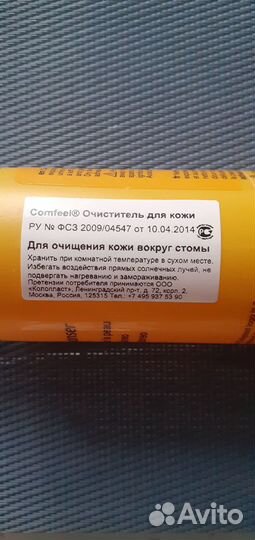 Comfeel® Очиститель для кожи
РУ № ФСЗ 2009/04547 от 10.04.2014
Для очищения кожи вокруг стомы
Хранить при комнатной температуре в сухом месте.
Избегать воздействия прямых солнечных лучей, не
подвергать нагреванию и замораживанию.
Претензии потребителя принимаются ООО
«Колопласт», Ленинградский пр-т, д. 72, корп. 2,
Москва, Россия, 125315 Тел.: +7 495 937 53 90
Avito